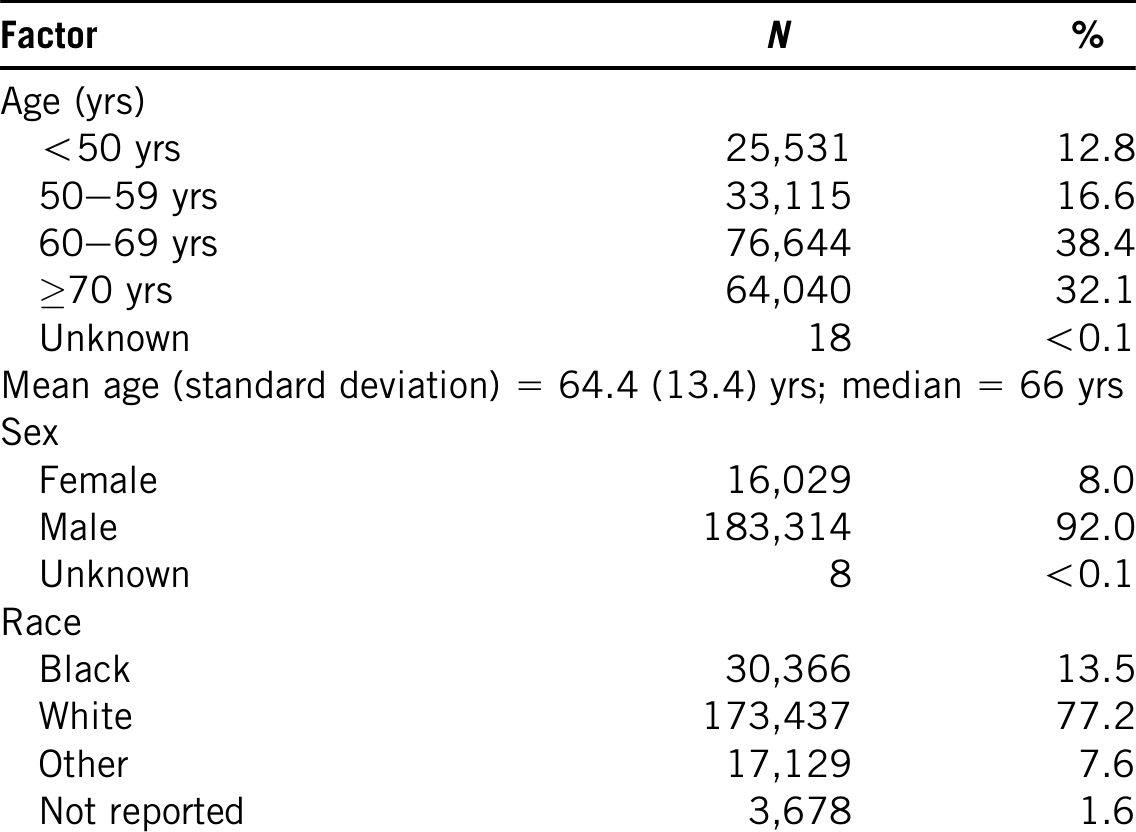 Factor N %
Age (yrs)
<50 yrs 25,531 12.8
50–59 yrs 33,115 16.6
60–69 yrs 76,644 38.4
≥70 yrs 64,040 32.1
Unknown 18 <0.1
Mean age (standard deviation) = 64.4 (13.4) yrs; median = 66 yrs
Sex
Female 16,029 8.0
Male 183,314 92.0
Unknown 8 <0.1
Race
Black 30,366 13.5
White 173,437 77.2
Other 17,129 7.6
Not reported 3,678 1.6